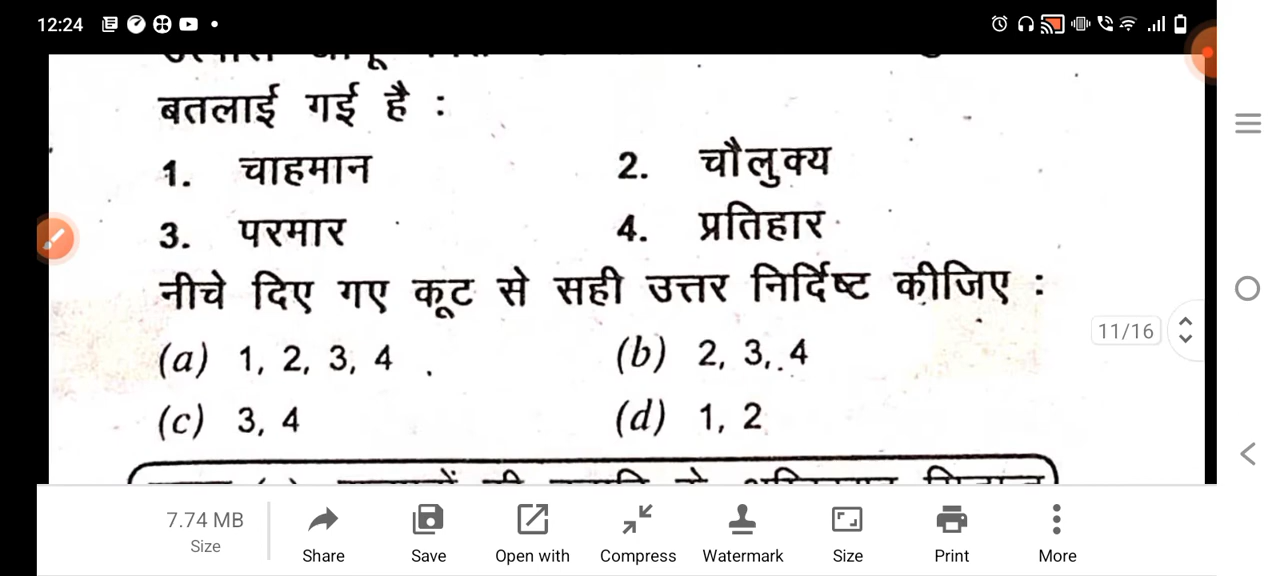 12:24
बतलाई गई है :
1. चाहमान 2. चौलुक्य
3. परमार 4. प्रतिहार
नीचे दिए गए कूट से सही उत्तर निर्दिष्ट कीजिए :
11/16
(a) 1, 2, 3, 4 (b) 2, 3, 4
(c) 3, 4 (d) 1, 2
7.74 MB
Size
Share Save Open with Compress Watermark Size Print More